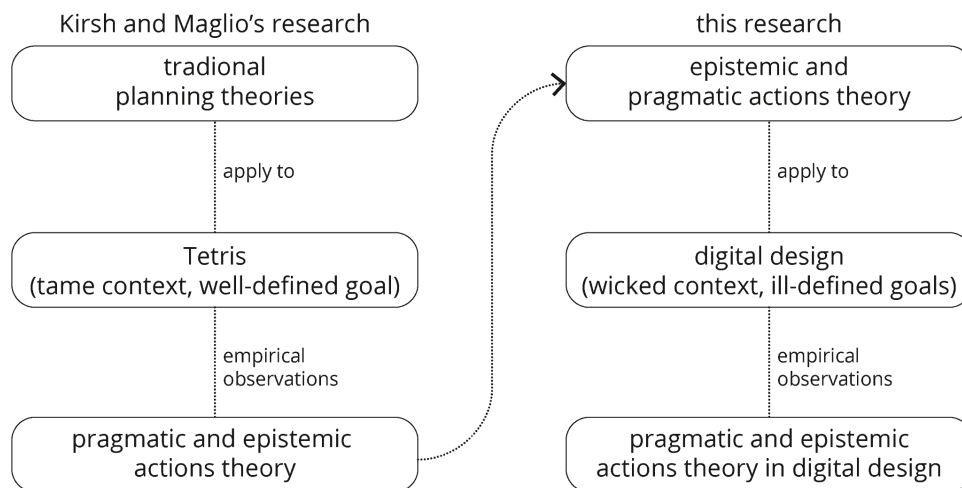 Kirsh and Maglio’s research
tradional
planning theories
apply to
Tetris
(tame context, well-defined goal)
empirical
observations
pragmatic and epistemic
actions theory
this research
epistemic and
pragmatic actions theory
apply to
digital design
(wicked context, ill-defined goals)
empirical
observations
pragmatic and epistemic
actions theory in digital design